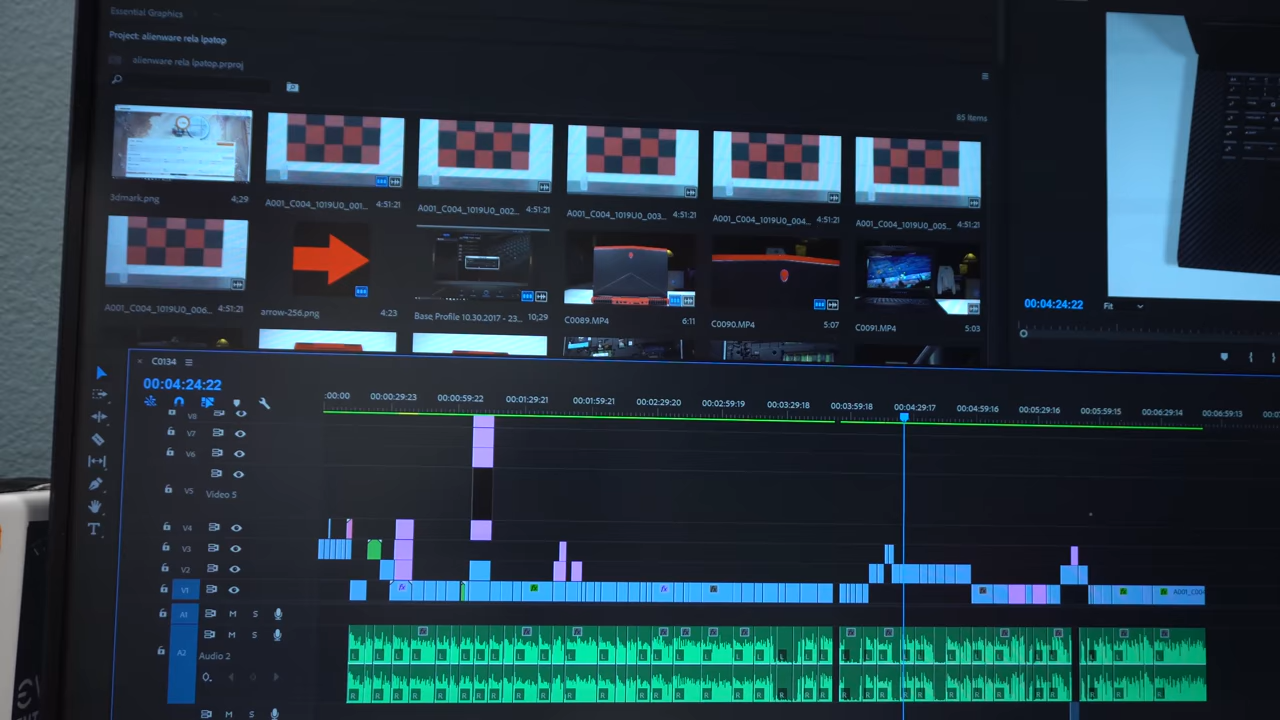 Essential Graphics
Project: alienware rela lpatop
alienware rela lpatop.prproj
85 Items
3dmark.png 4;29
A001_C004_1019U0_001... 4:51:21
A001_C004_1019U0_002... 4:51:21
A001_C004_1019U0_003... 4:51:21
A001_C004_1019U0_004... 4:51:21
A001_C004_1019U0_005... 4:51:21
A001_C004_1019U0_006... 4:51:21
arrow-256.png 4:23
Base Profile 10.30.2017 - 23... 10;29
C0089.MP4 6:11
C0090.MP4 5:07
C0091.MP4 5:03
00:04:24:22
Fit
× C0134
00:04:24:22
:00:00 00:00:29:23 00:00:59:22 00:01:29:21 00:01:59:21 00:02:29:20 00:02:59:19 00:03:29:18 00:03:59:18 00:04:29:17 00:04:59:16 00:05:29:16 00:05:59:15 00:06:29:14 00:06:59:13
V8
V7
V6
V5 Video 5
V4
V3
V2
V1
A1 M S
M S
A2 Audio 2
M S